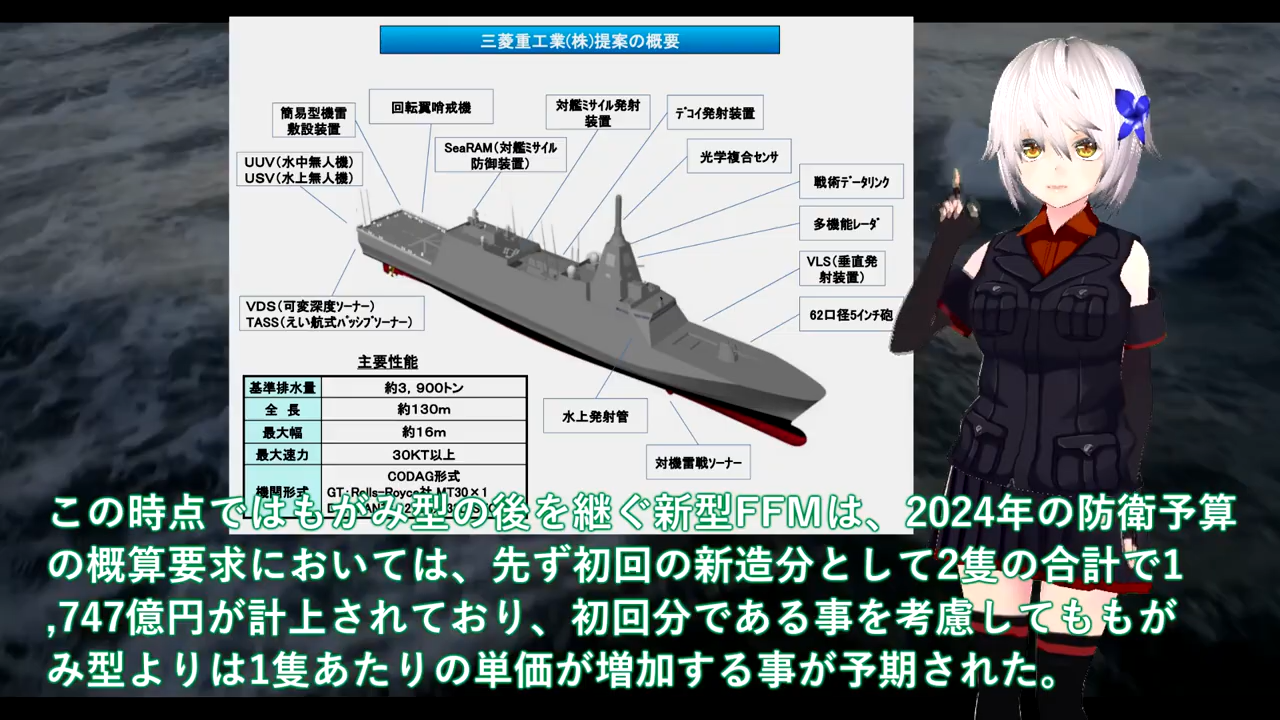 三菱重工業(株)提案の概要
簡易型機雷
敷設装置
回転翼哨戒機
対艦ﾐｻｲﾙ発射
装置
ﾃﾞｺｲ発射装置
SeaRAM(対艦ﾐｻｲﾙ
防御装置)
光学複合ｾﾝｻ
UUV(水中無人機)
USV(水上無人機)
戦術ﾃﾞｰﾀﾘﾝｸ
多機能ﾚｰﾀﾞ
VLS(垂直発
射装置)
62口径5ｲﾝﾁ砲
VDS(可変深度ソーナー)
TASS(えい航式ﾊﾟｯｼﾌﾞソーナー)
主要性能
基準排水量 約3，900トン
全 長 約130m
最大幅 約16m
最大速力 30KT以上
機関形式 CODAG形式
GT:Rolls-Royce社 MT30×1
水上発射管
対機雷戦ｿｰﾅｰ
この時点ではもがみ型の後を継ぐ新型FFMは、2024年の防衛予算
の概算要求においては、先ず初回の新造分として2隻の合計で1
,747億円が計上されており、初回分である事を考慮してももが
み型よりは1隻あたりの単価が増加する事が予期された。